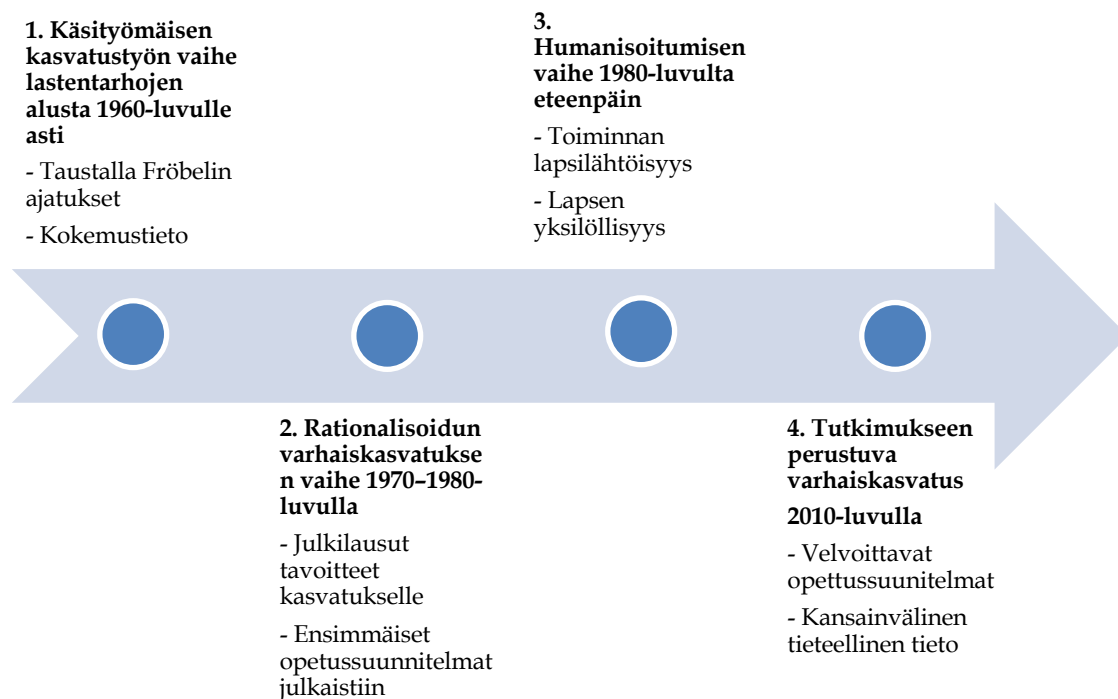 1. Käsityömäisen
kasvatustyön vaihe
lastentarhojen
alusta 1960-luvulle
asti
- Taustalla Fröbelin
ajatukset
- Kokemustieto
2. Rationalisoidun
varhaiskasvatukse
n vaihe 1970–1980-
luvulla
- Julkilausut
tavoitteet
kasvatukselle
- Ensimmäiset
opetussuunnitelmat
julkaistiin
3.
Humanisoitumisen
vaihe 1980-luvulta
eteenpäin
- Toiminnan
lapsilähtöisyys
- Lapsen
yksilöllisyys
4. Tutkimukseen
perustuva
varhaiskasvatus
2010-luvulla
- Velvoittavat
opettussuunitelmat
- Kansainvälinen
tieteellinen tieto